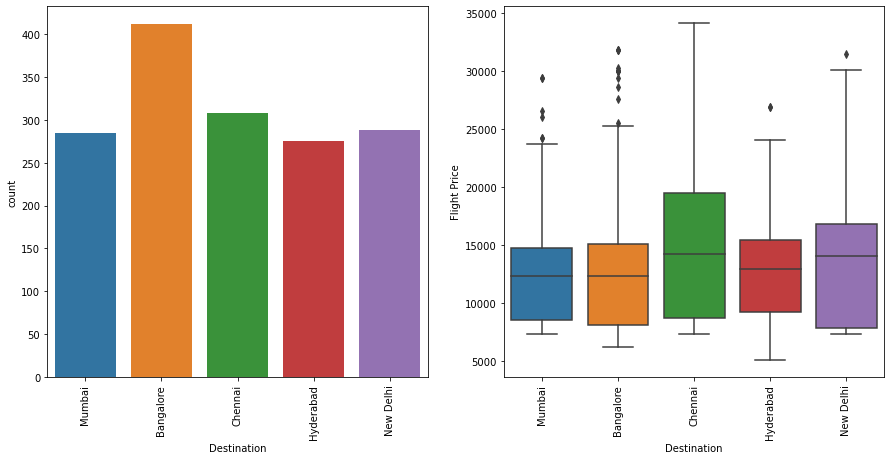 400
350
300
250
200
150
100
50
0
count
Mumbai
Bangalore
Chennai
Hyderabad
New Delhi
Destination
35000
30000
25000
20000
15000
10000
5000
Flight Price
Mumbai
Bangalore
Chennai
Hyderabad
New Delhi
Destination